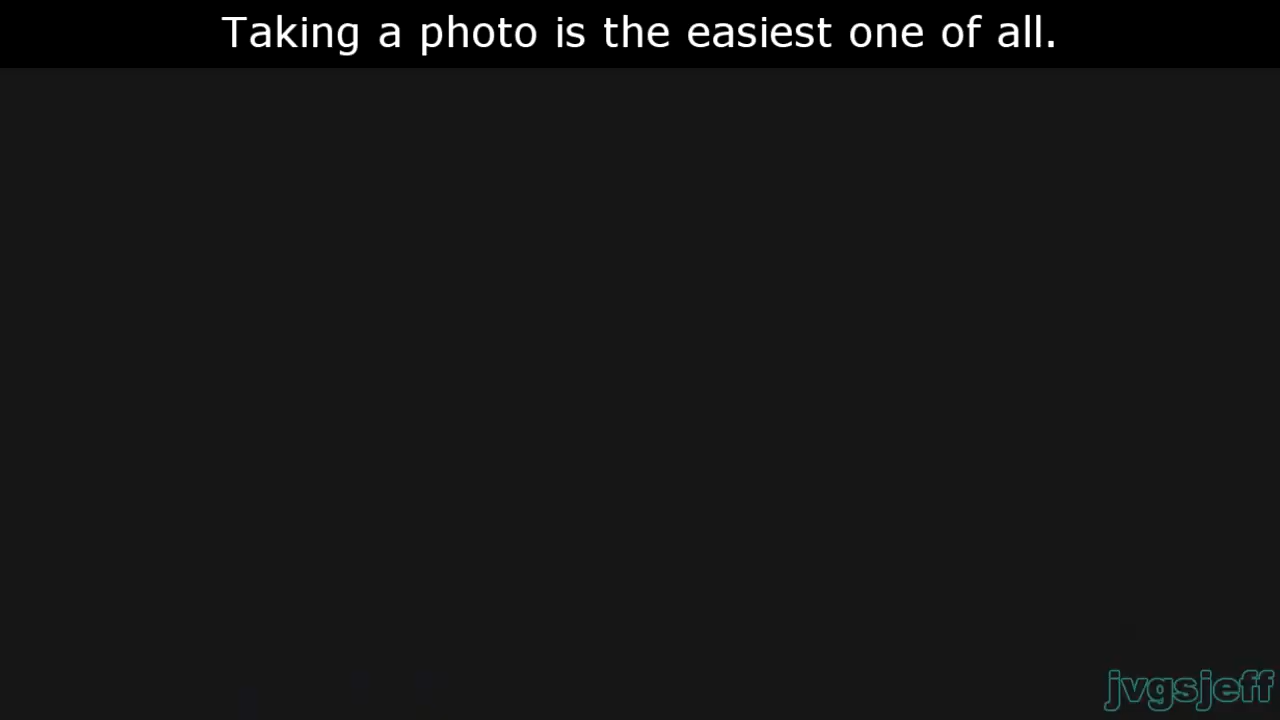 Taking a photo is the easiest one of all.
jvgsjeff